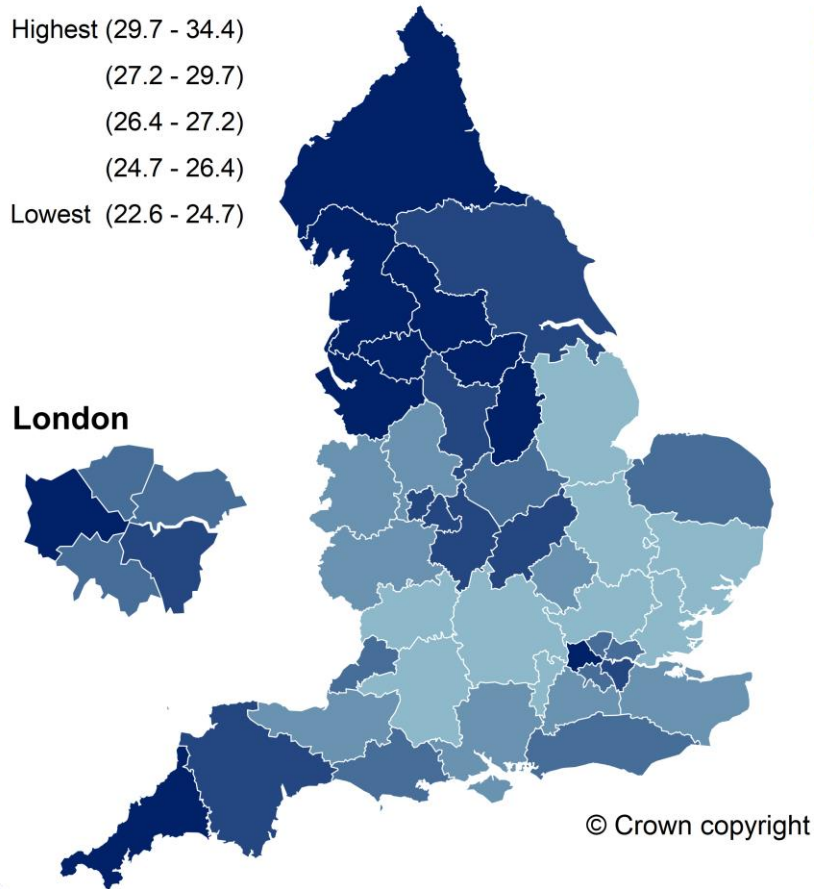 Highest (29.7 - 34.4)
(27.2 - 29.7)
(26.4 - 27.2)
(24.7 - 26.4)
Lowest (22.6 - 24.7)
London
© Crown copyright